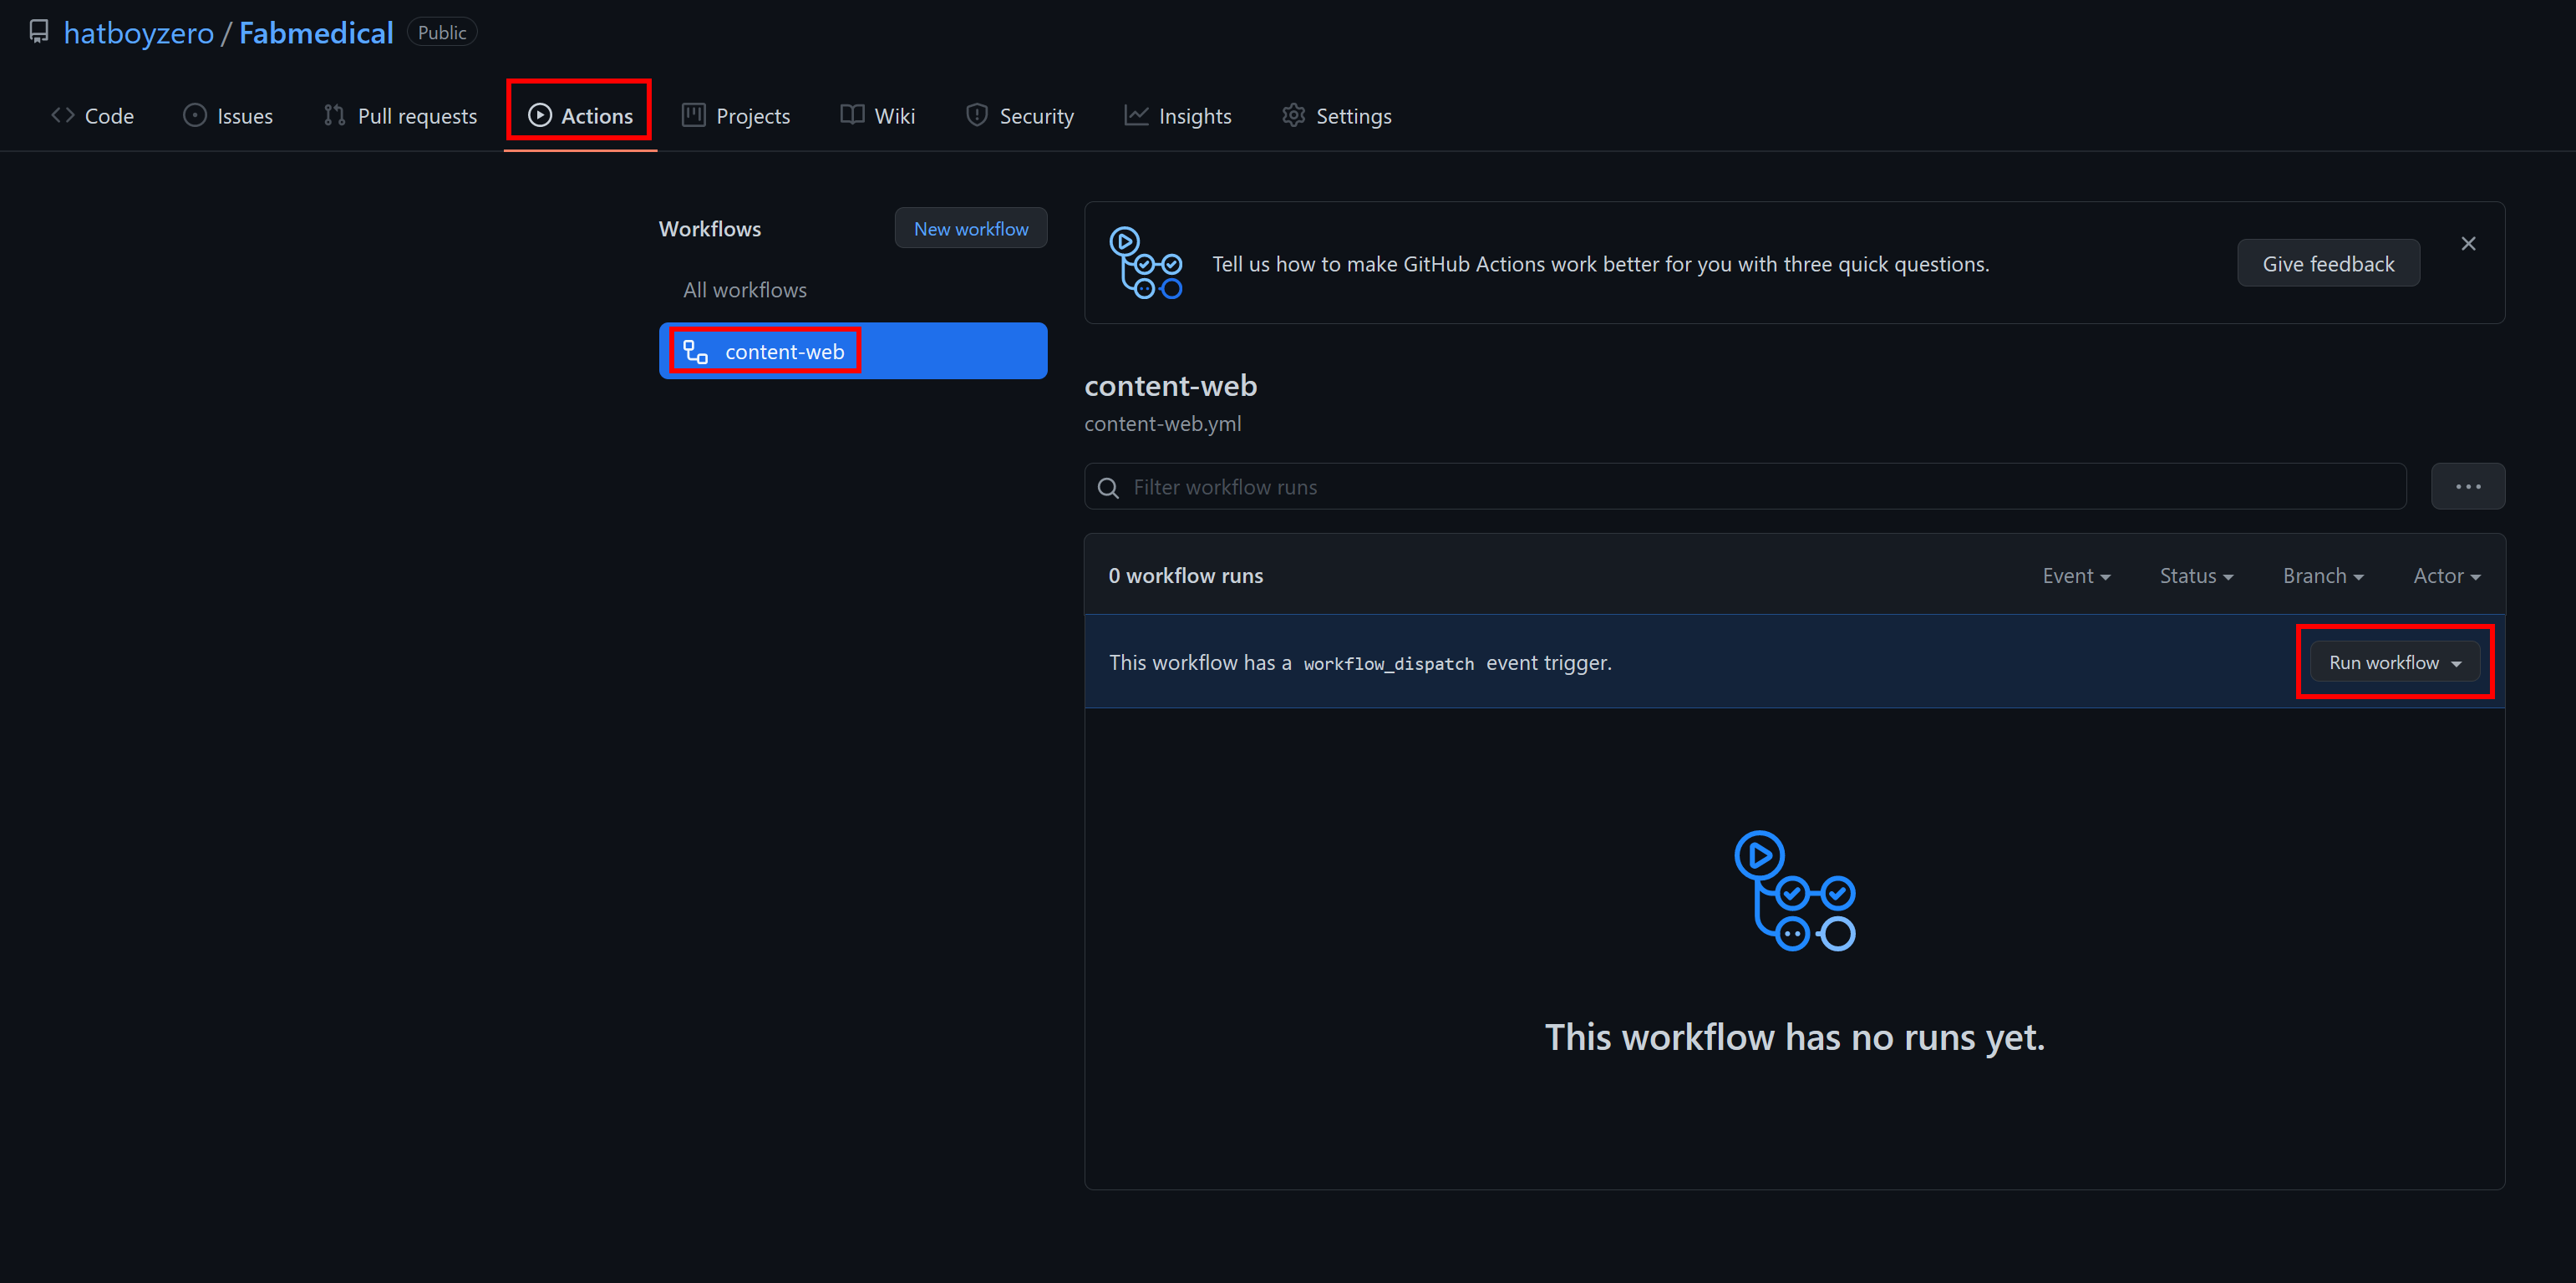 hatboyzero / Fabmedical Public
Code Issues Pull requests Actions Projects Wiki Security Insights Settings
Workflows New workflow
All workflows
content-web
Tell us how to make GitHub Actions work better for you with three quick questions. Give feedback
content-web
content-web.yml
Filter workflow runs
0 workflow runs Event Status Branch Actor
This workflow has a workflow_dispatch event trigger. Run workflow
This workflow has no runs yet.